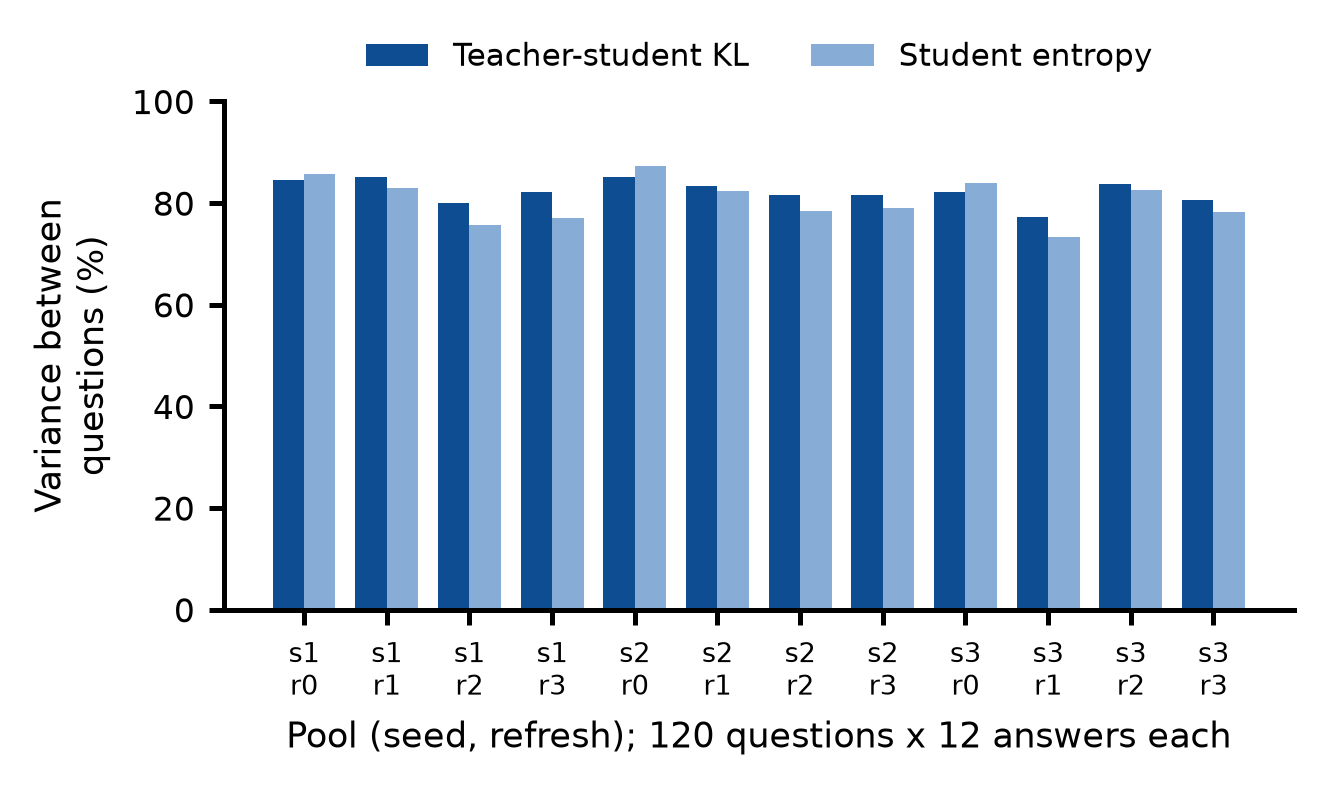 Teacher-student KL Student entropy
Variance between
questions (%)
100
80
60
40
20
0
s1 s1 s1 s1 s2 s2 s2 s2 s3 s3 s3 s3
r0 r1 r2 r3 r0 r1 r2 r3 r0 r1 r2 r3
Pool (seed, refresh); 120 questions x 12 answers each